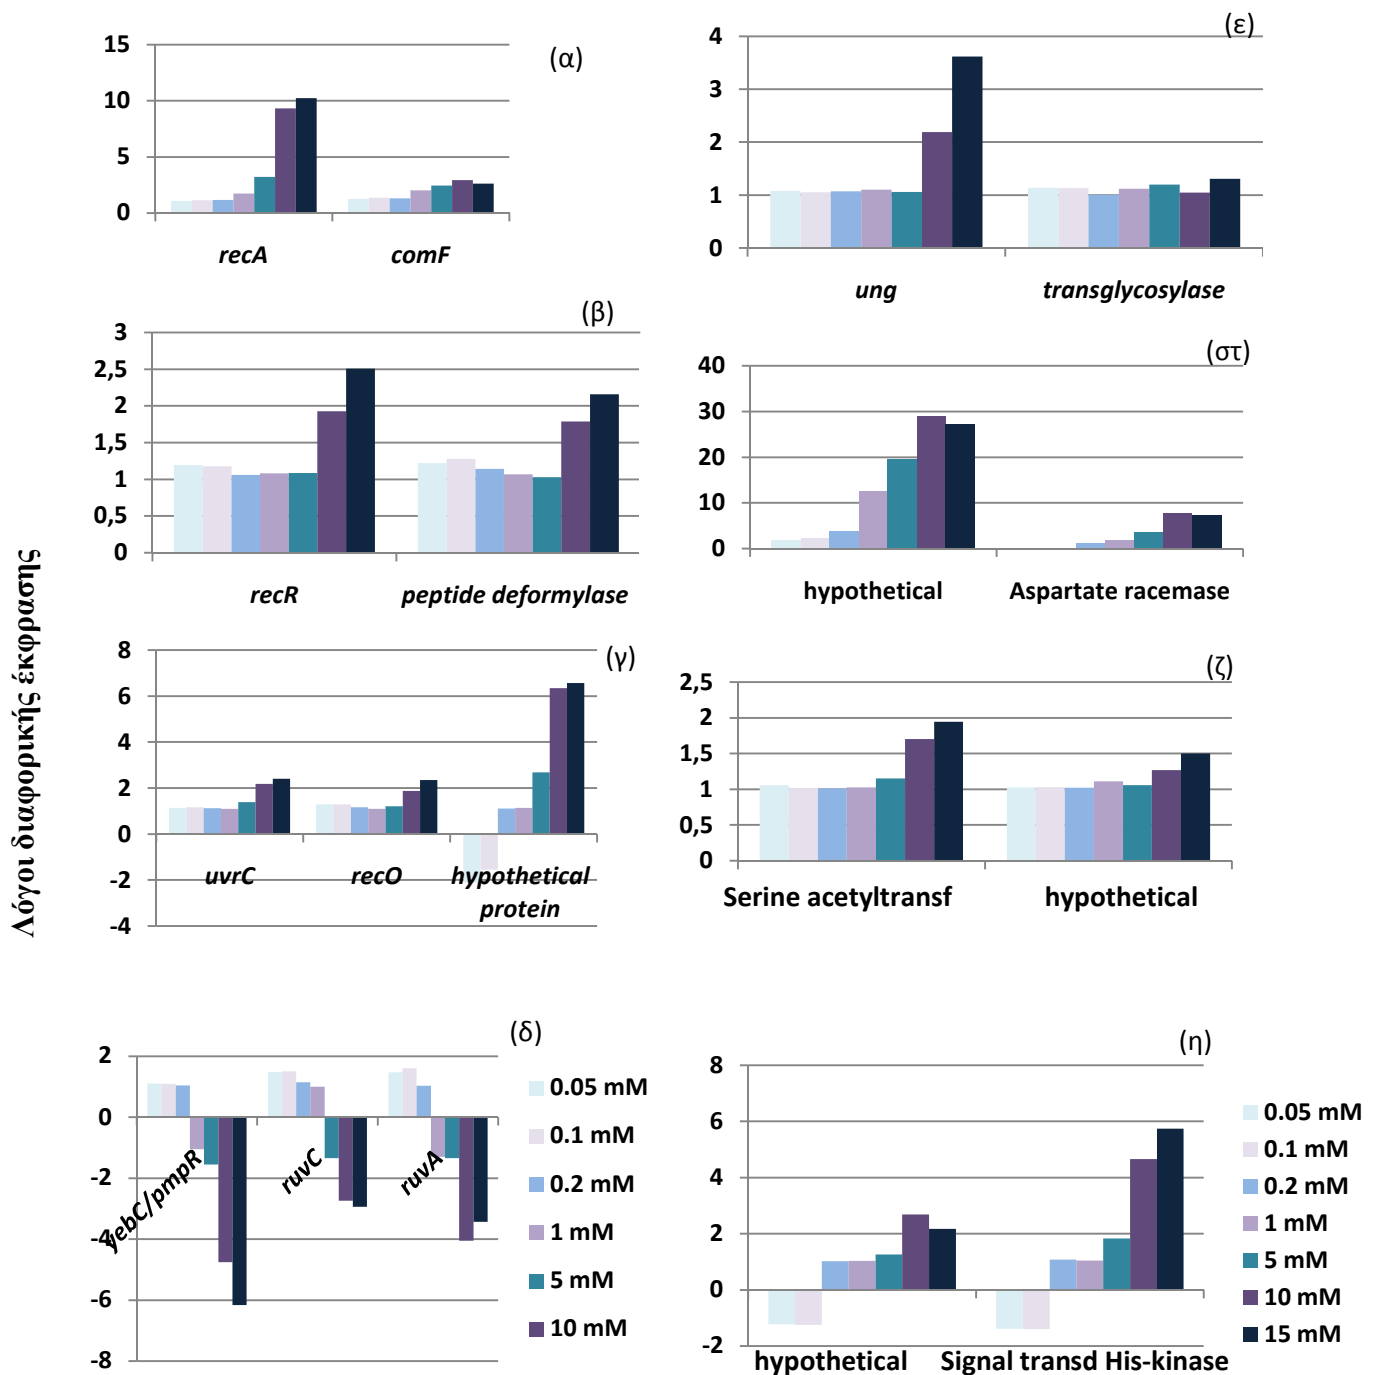 Λόγοι διαφορικής έκφρασης
(α)
15
10
5
0
recA comF
(β)
3
2,5
2
1,5
1
0,5
0
recR peptide deformylase
(γ)
8
6
4
2
0
-2
-4
uvrC recO hypothetical
protein
(δ)
2
0
-2
-4
-6
-8
yebC/pmpR ruvC ruvA
0.05 mM
0.1 mM
0.2 mM
1 mM
5 mM
10 mM
(ε)
4
3
2
1
0
ung transglycosylase
(στ)
40
30
20
10
0
hypothetical Aspartate racemase
(ζ)
2,5
2
1,5
1
0,5
0
Serine acetyltransf hypothetical
(η)
8
6
4
2
0
-2
hypothetical Signal transd His-kinase
0.05 mM
0.1 mM
0.2 mM
1 mM
5 mM
10 mM
15 mM